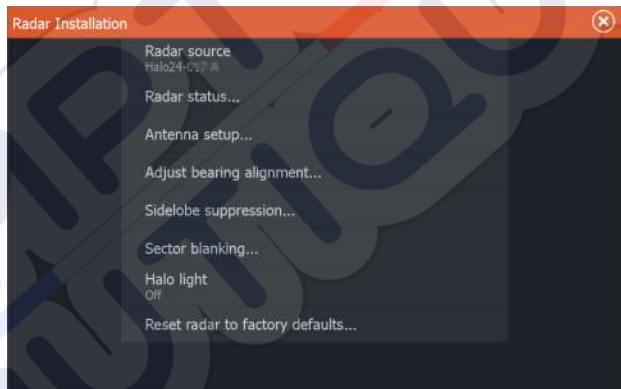 Radar Installation
Radar source
Halo24-
Radar status...
Antenna setup...
Adjust bearing alignment...
Sidelobe suppression...
Sector blanking...
Halo light
Off
Reset radar to factory defaults...